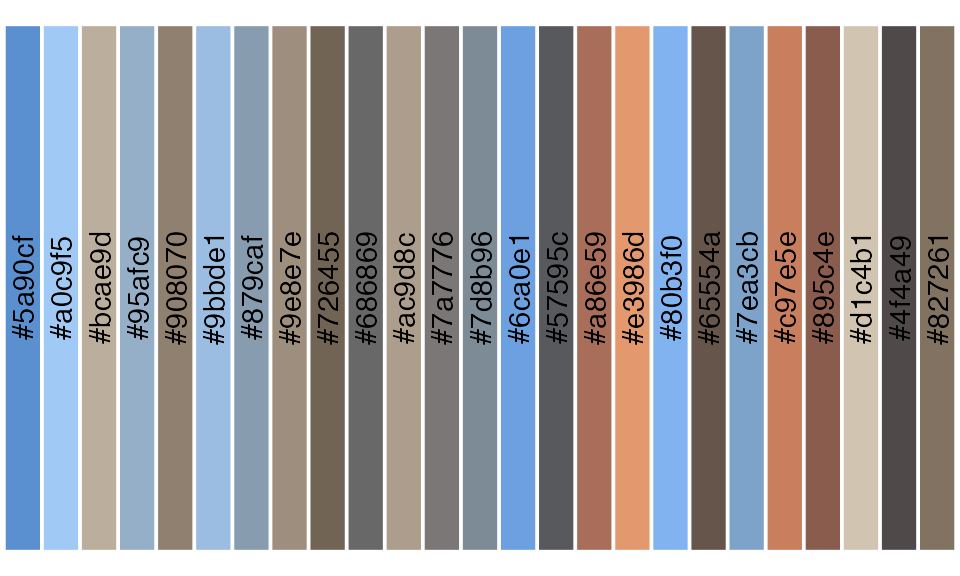 #5a90cf
#a0c9f5
#bcae9d
#95afc9
#908070
#9bbde1
#879caf
#9e8e7e
#726455
#686869
#ac9d8c
#7a7776
#7d8b96
#6ca0e1
#57595c
#a86e59
#e3986d
#80b3f0
#65554a
#7ea3cb
#c97e5e
#895c4e
#d1c4b1
#4f4a49
#827261